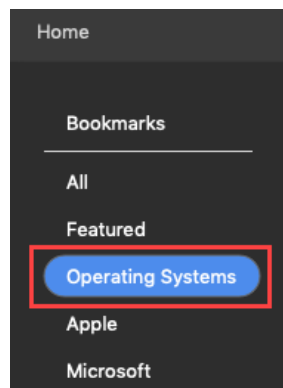 Home
Bookmarks
All
Featured
Operating Systems
Apple
Microsoft